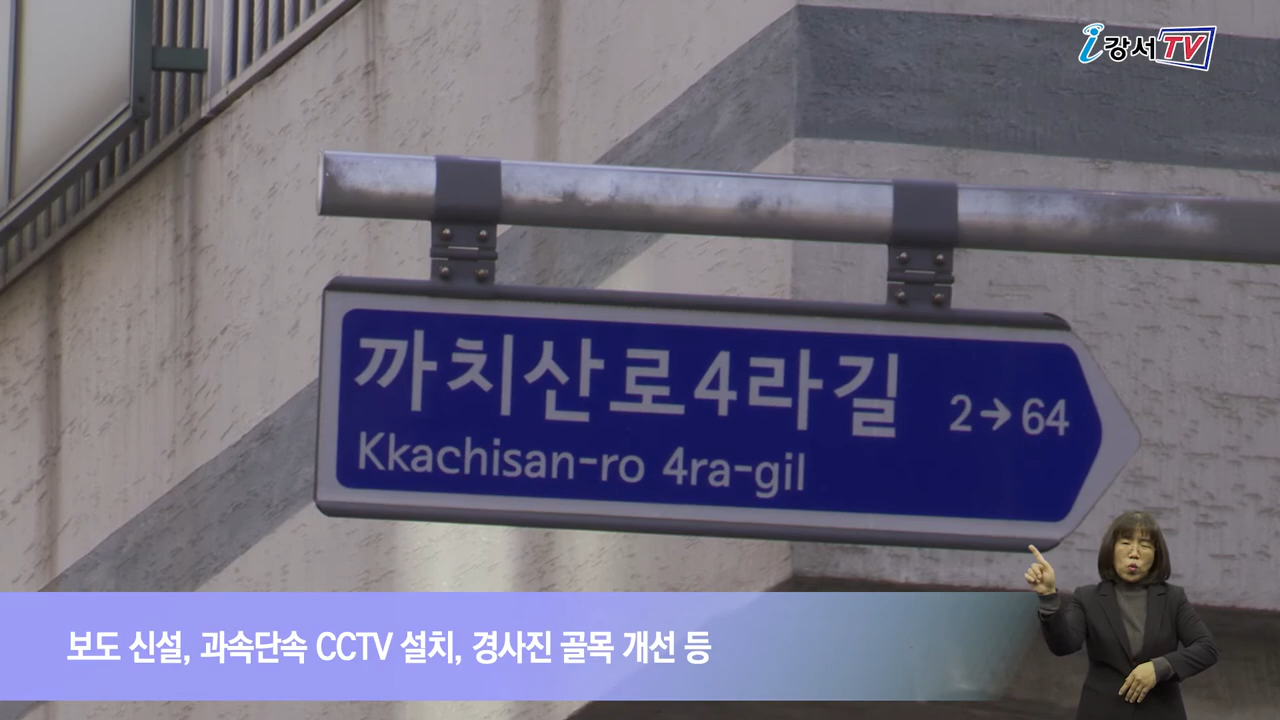 i강서TV
까치산로4라길 2→64
Kkachisan-ro 4ra-gil
보도 신설, 과속단속 CCTV 설치, 경사진 골목 개선 등